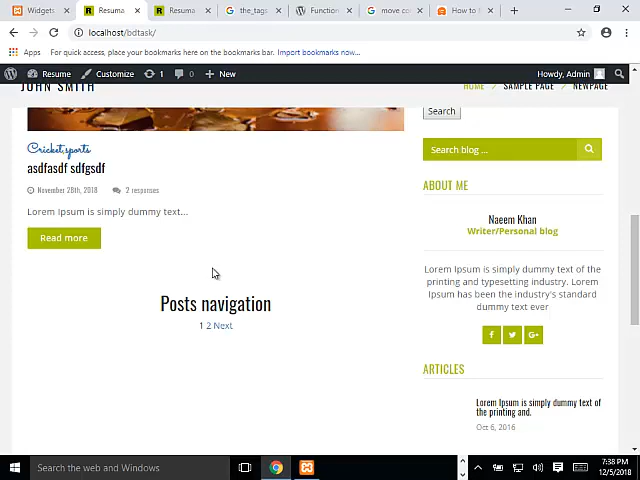 Widgets
Resuma
Resuma
the_tags
Function
move co
How to I
localhost/bdtask/
Apps For quick access, place your bookmarks here on the bookmarks bar. Import bookmarks now...
Resume Customize 1 0 New Howdy, Admin
JOHN SMITH
HOME / SAMPLE PAGE / NEWPAGE
Search
Cricket,sports
asdfasdf sdfgsdf
November 28th, 2018 2 responses
Lorem Ipsum is simply dummy text...
Read more
Posts navigation
1 2 Next
Search blog ...
ABOUT ME
Naeem Khan
Writer/Personal blog
Lorem Ipsum is simply dummy text of the
printing and typesetting industry. Lorem
Ipsum has been the industry's standard
dummy text ever
f G+
ARTICLES
Lorem Ipsum is simply dummy text of
the printing and.
Oct 6, 2016
Search the web and Windows
7:38 PM
12/5/2018